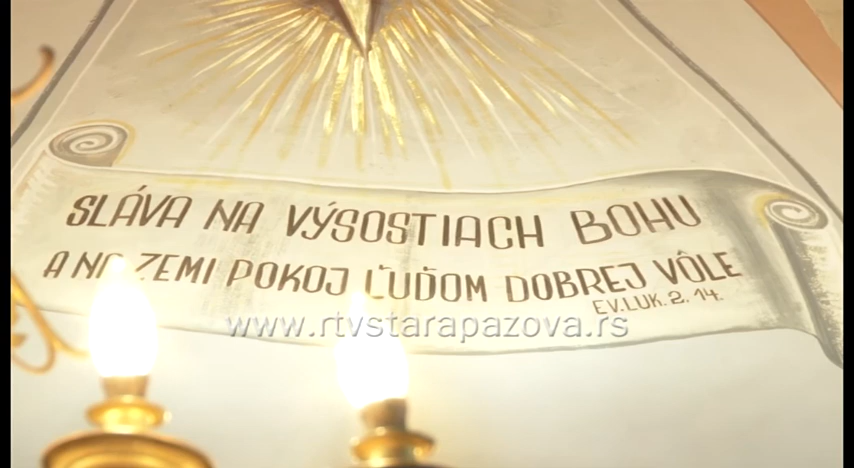 SLÁVA NA VÝSOSTIACH BOHU
A NA ZEMI POKOJ ĽUĎOM DOBREJ VÔLE
EV.LUK. 2. 14.
www.rtvstarapazova.rs